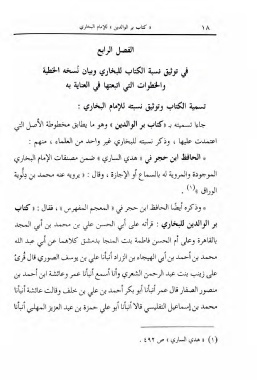 ١٨
« كتاب بر الوالدين » للإمام البخاري
الفصل الرابع
في توثيق نسبة الكتاب للبخاري وبيان نُسخه الخطية
والخطوات التي اتبعتها في العناية به
تسمية الكتاب وتوثيق نسبته للإمام البخاري :
جاءنا تسميته بـ «كتاب بر الوالدين» وهو ما يطابق مخطوطة الأصل التي
اعتمدت عليها ، وذكر نسبته للبخاري غير واحد من العلماء ، منهم :
* الحافظ ابن حجر في «هدي الساري» ضمن مصنفات الإمام البخاري
الموجودة والمروية له بالسماع أو الإجازة ، وقال : « يرويه عنه محمد بن دلويه
الوراق »(١) .
* وذكره أيضًا الحافظ ابن حجر في «المعجم المفهرس» ، فقال : «كتاب
بر الوالدين للبخاري : قرأته على أبي الحسن علي بن محمد بن أبي المجد
بالقاهرة وعلى أم الحسن فاطمة بنت المنجا بدمشق كلاهما عن أبي عبد الله
محمد بن أحمد بن أبي الهيجاء بن الزراد أنبأنا علي بن يوسف الصوري قال قُرئ
على زينب بنت عبد الرحمن الشعري وأنا أسمع أنبأنا عمر وعائشة ابن أحمد بن
منصور الصفار قال عمر أنبأنا أبو بكر أحمد بن علي بن خلف وقالت عائشة أنبأنا
محمد بن إسماعيل التفليسي قالا أنبأنا أبو علي حمزة بن عبد العزيز المهلبي أنبأنا
(١) « هدي الساري » ص ٤٩٢ .